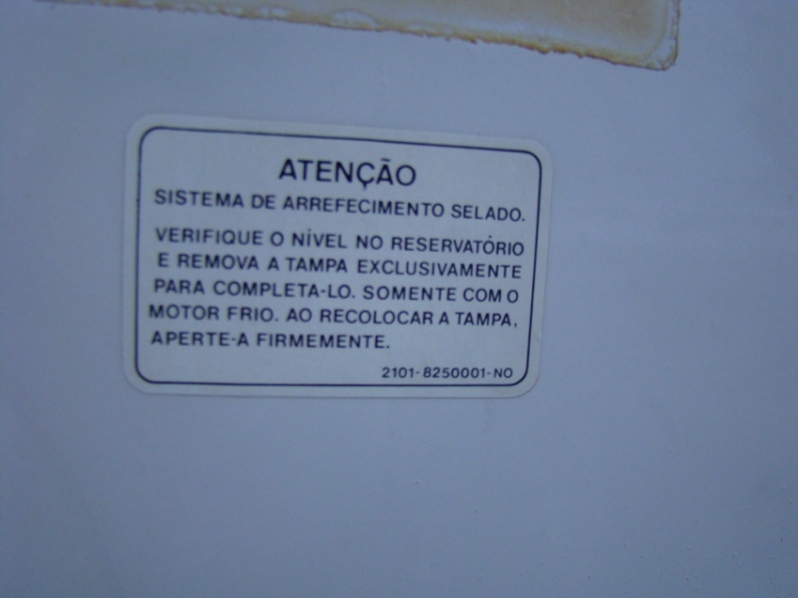 ATENÇÃO
SISTEMA DE ARREFECIMENTO SELADO.
VERIFIQUE O NÍVEL NO RESERVATÓRIO
E REMOVA A TAMPA EXCLUSIVAMENTE
PARA COMPLETA-LO. SOMENTE COM O
MOTOR FRIO. AO RECOLOCAR A TAMPA,
APERTE-A FIRMEMENTE.
2101-8250001-NO